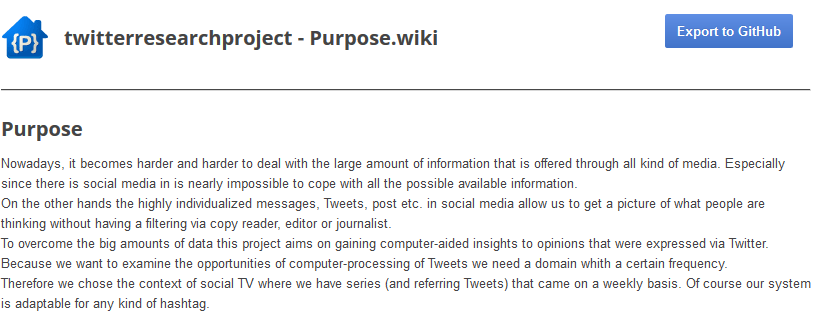 {P}
twitterresearchproject - Purpose.wiki
Export to GitHub
Purpose
Nowadays, it becomes harder and harder to deal with the large amount of information that is offered through all kind of media. Especially
since there is social media in is nearly impossible to cope with all the possible available information.
On the other hands the highly individualized messages, Tweets, post etc. in social media allow us to get a picture of what people are
thinking without having a filtering via copy reader, editor or journalist.
To overcome the big amounts of data this project aims on gaining computer-aided insights to opinions that were expressed via Twitter.
Because we want to examine the opportunities of computer-processing of Tweets we need a domain whith a certain frequency.
Therefore we chose the context of social TV where we have series (and referring Tweets) that came on a weekly basis. Of course our system
is adaptable for any kind of hashtag.